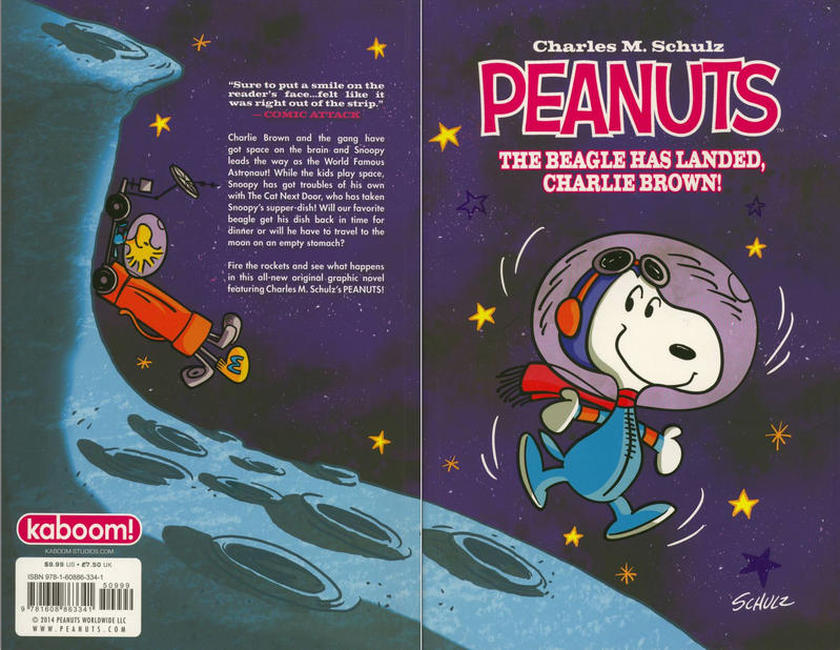 “Sure to put a smile on the
reader’s face...felt like it
was right out of the strip.”
— COMIC ATTACK
Charlie Brown and the gang have
got space on the brain and Snoopy
leads the way as the World Famous
Astronaut! While the kids play space,
Snoopy has got troubles of his own
with The Cat Next Door, who has taken
Snoopy’s supper-dish! Will our favorite
beagle get his dish back in time for
dinner or will he have to travel to the
moon on an empty stomach?
Fire the rockets and see what happens
in this all-new original graphic novel
featuring Charles M. Schulz’s PEANUTS!
W
kaboom!
KABOOM-STUDIOS.COM
$9.99 US • £7.50 UK
ISBN 978-1-60886-334-1
50999
9 781608 863341
© 2014 PEANUTS WORLDWIDE LLC
WWW.PEANUTS.COM
Charles M. Schulz
PEANUTS™
THE BEAGLE HAS LANDED,
CHARLIE BROWN!
SCHULZ